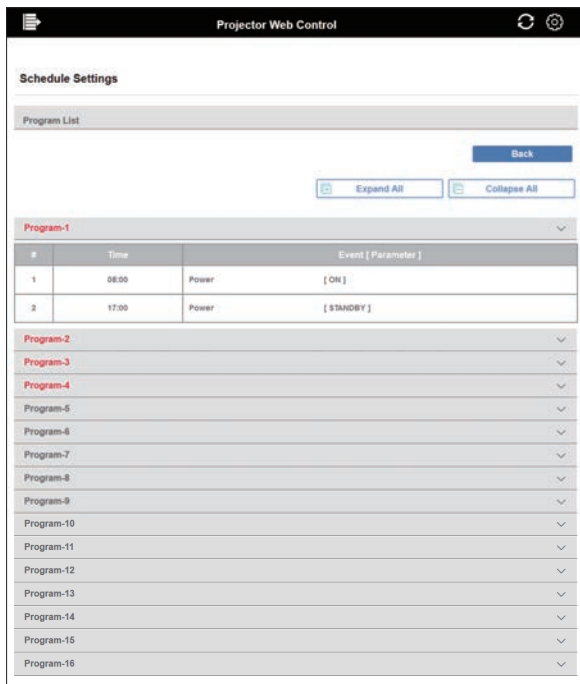 Projector Web Control
Schedule Settings
Program List
Back
Expand All Collapse All
Program-1
# Time Event [ Parameter ]
1 08:00 Power [ ON ]
2 17:00 Power [ STANDBY ]
Program-2
Program-3
Program-4
Program-5
Program-6
Program-7
Program-8
Program-9
Program-10
Program-11
Program-12
Program-13
Program-14
Program-15
Program-16